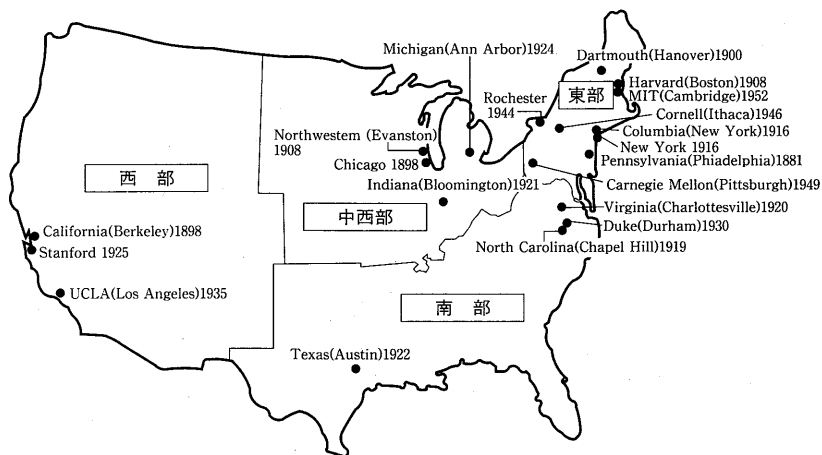 Michigan(Ann Arbor)1924
Dartmouth(Hanover)1900
東部
Harvard(Boston)1908
MIT(Cambridge)1952
Rochester
1944
Cornell(Ithaca)1946
Columbia(New York)1916
New York 1916
Pennsylvania(Phiadelphia)1881
Northwestem (Evanston)
1908
Chicago 1898
西 部
Indiana(Bloomington)1921
Carnegie Mellon(Pittsburgh)1949
中西部
Virginia(Charlottesville)1920
Duke(Durham)1930
North Carolina(Chapel Hill)1919
California(Berkeley)1898
Stanford 1925
UCLA(Los Angeles)1935
南 部
Texas(Austin)1922